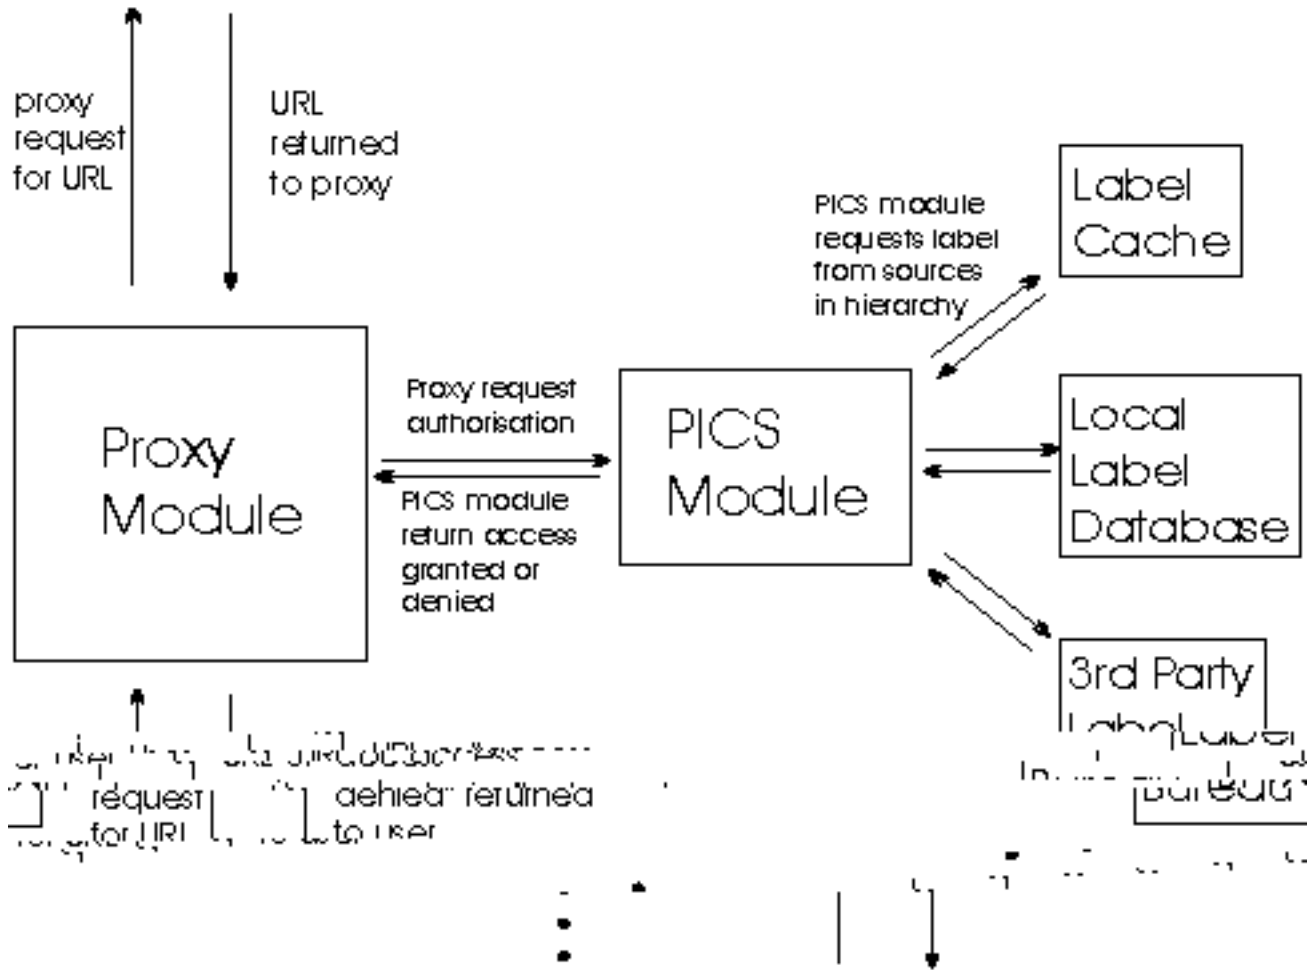 proxy
request
for URL
URL
returned
to proxy
PICS module
requests label
from sources
in hierarchy
Label
Cache
Proxy
Module
Proxy request
authorisation
PICS module
return access
granted or
denied
PICS
Module
Local
Label
Database
3rd Party
Label
request
for URL
returned
to user